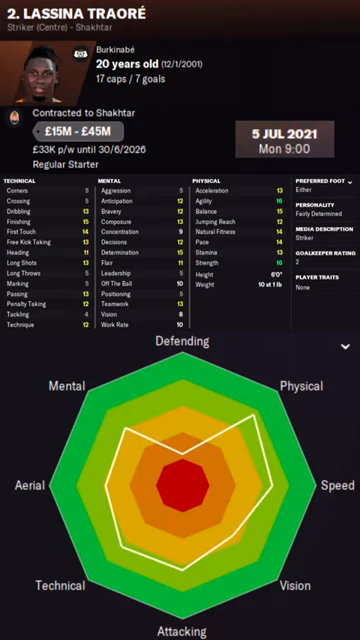 2. LASSINA TRAORÉ
Striker (Centre) - Shakhtar
Burkinabé
20 years old (12/1/2001)
17 caps / 7 goals
Contracted to Shakhtar
£15M - £45M
£33K p/w until 30/6/2026
Regular Starter
5 JUL 2021
Mon 9:00
TECHNICAL
Corners 5
Crossing 5
Dribbling 13
Finishing 15
First Touch 14
Free Kick Taking 13
Heading 11
Long Shots 13
Long Throws 5
Marking 5
Passing 13
Penalty Taking 12
Tackling 4
Technique 12
MENTAL
Aggression 5
Anticipation 12
Bravery 12
Composure 13
Concentration 9
Decisions 12
Determination 15
Flair 11
Leadership 5
Off The Ball 10
Positioning 5
Teamwork 13
Vision 8
Work Rate 10
PHYSICAL
Acceleration 13
Agility 16
Balance 15
Jumping Reach 12
Natural Fitness 14
Pace 14
Stamina 13
Strength 16
Height 6'0"
Weight 10 st 1 lb
PREFERRED FOOT
Either
PERSONALITY
Fairly Determined
MEDIA DESCRIPTION
Striker
GOALKEEPER RATING
2
PLAYER TRAITS
None
Defending
Mental
Physical
Aerial
Speed
Technical
Vision
Attacking